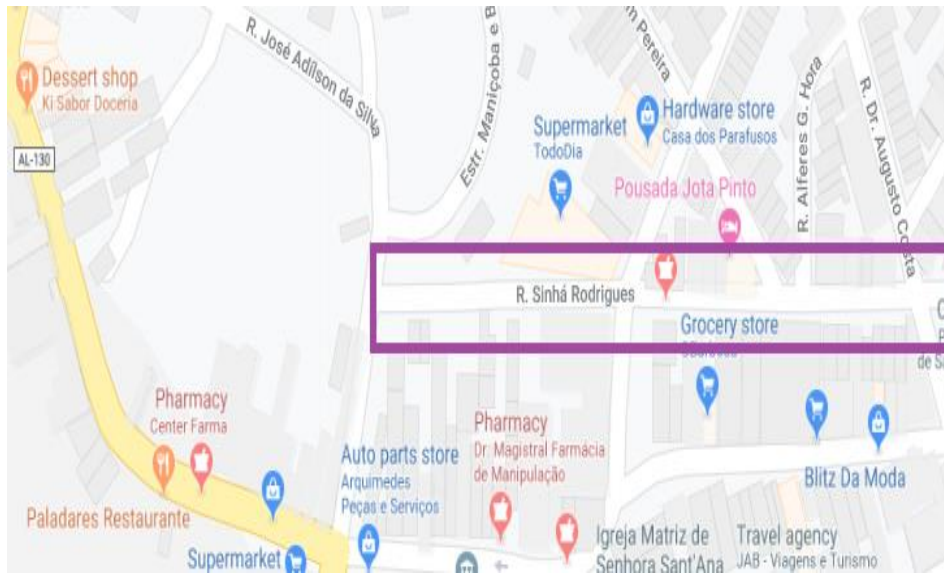 Dessert shop
Ki Sabor Doceria
AL-130
R. José Adílson da Silva
Estr. Maniçoba e B
m Pereira
Supermarket
TodoDia
Hardware store
Casa dos Parafusos
Pousada Jota Pinto
R. Alferes G. Hora
R. Dr. Augusto Costa
R. Sinhá Rodrigues
Grocery store
de Sa
Pharmacy
Center Farma
Paladares Restaurante
Auto parts store
Arquimedes
Peças e Serviços
Pharmacy
Dr. Magistral Farmácia
de Manipulação
Blitz Da Moda
Supermarket
Igreja Matriz de
Senhora Sant'Ana
Travel agency
JAB - Viagens e Turismo